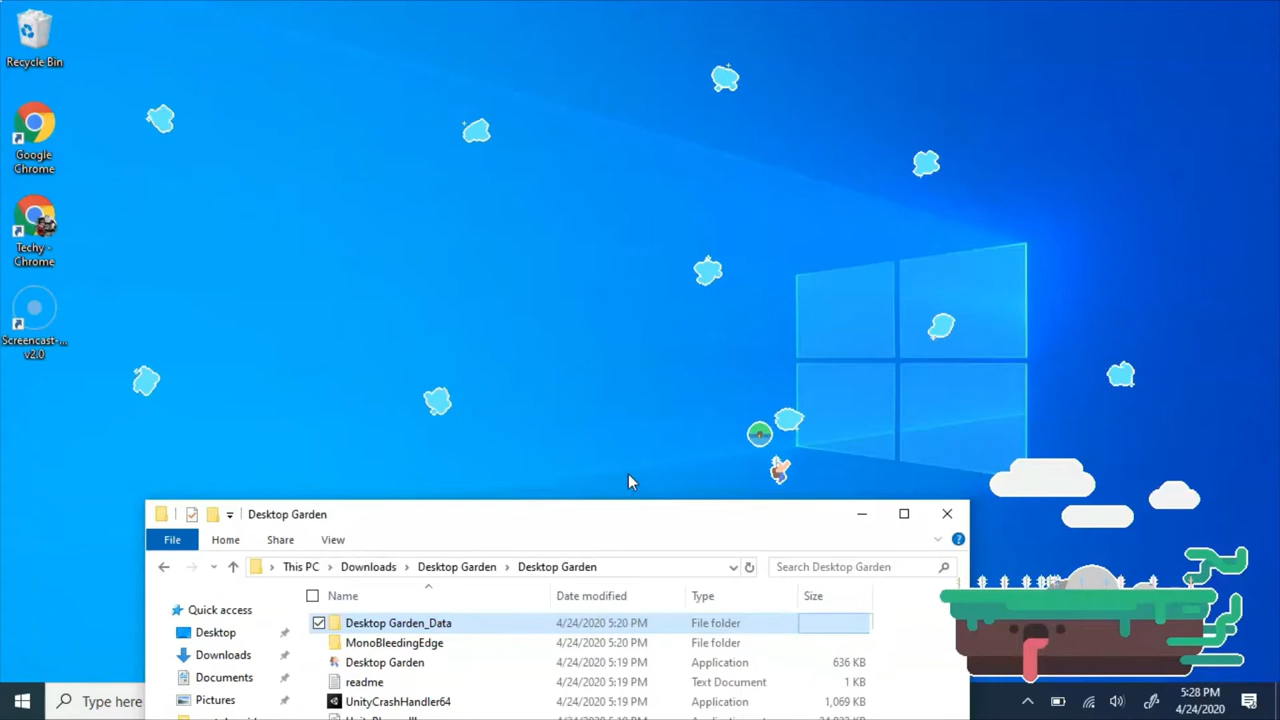 Recycle Bin
Google
Chrome
Techy -
Chrome
Screencast-...
v2.0
Desktop Garden
File
Home
Share
View
This PC
Downloads
Desktop Garden
Desktop Garden
Search Desktop Garden
Name
Date modified
Type
Size
Quick access
Desktop
Downloads
Documents
Pictures
Desktop Garden_Data 4/24/2020 5:20 PM File folder
MonoBleedingEdge 4/24/2020 5:20 PM File folder
Desktop Garden 4/24/2020 5:19 PM Application 636 KB
readme 4/24/2020 5:19 PM Text Document 1 KB
UnityCrashHandler64 4/24/2020 5:19 PM Application 1,069 KB
Type here
5:28 PM
4/24/2020